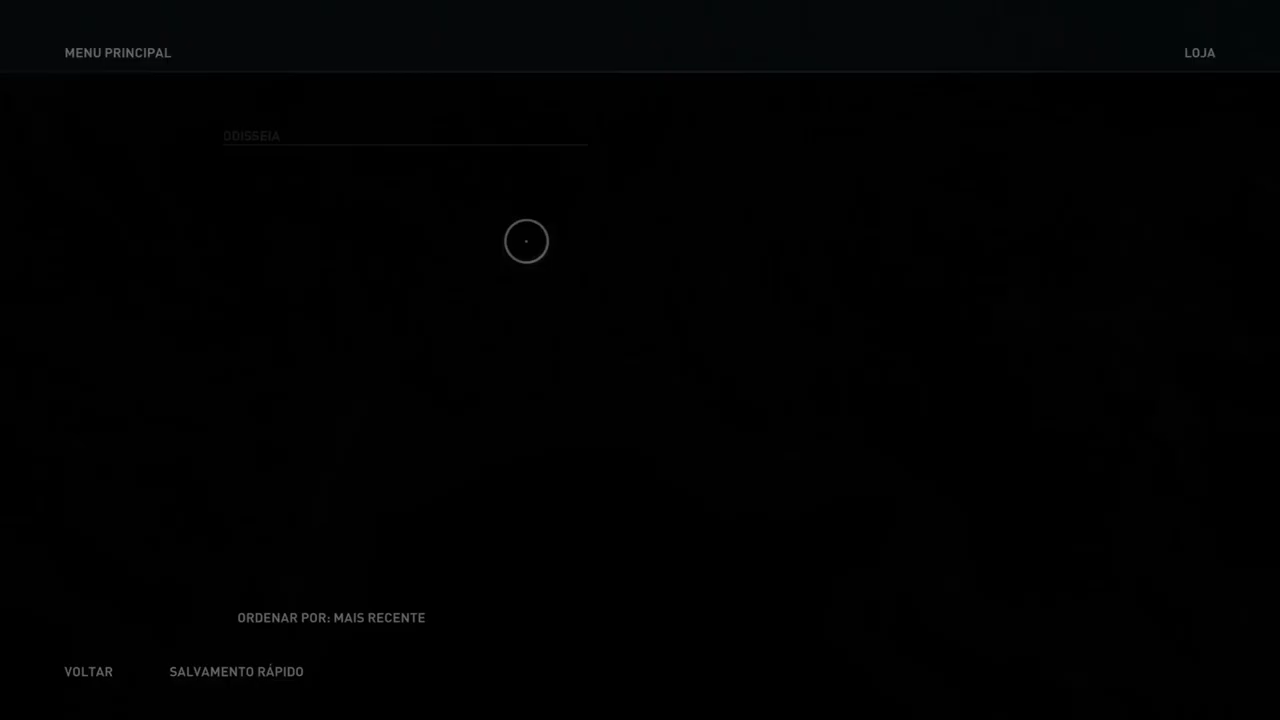 MENU PRINCIPAL
LOJA
ODISSEIA
ORDENAR POR: MAIS RECENTE
VOLTAR
SALVAMENTO RÁPIDO